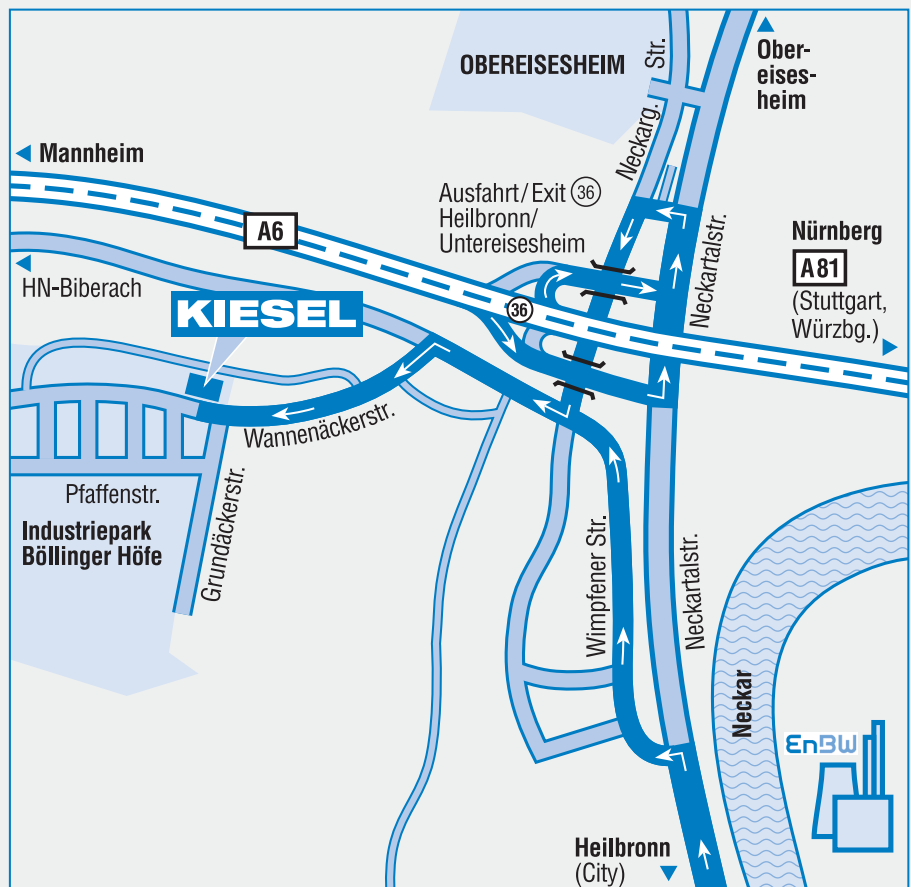 OBEREISESHEIM
Neckarg. Str.
Ober-
eises-
heim
Mannheim
A6
Ausfahrt/Exit 36
Heilbronn/
Untereisesheim
Neckartalstr.
Nürnberg
A81
(Stuttgart,
Würzbg.)
HN-Biberach
KIESEL
36
Wannenäckerstr.
Pfaffenstr.
Industriepark
Böllinger Höfe
Grundäckerstr.
Wimpfener Str.
Neckartalstr.
Neckar
EnBW
Heilbronn
(City)